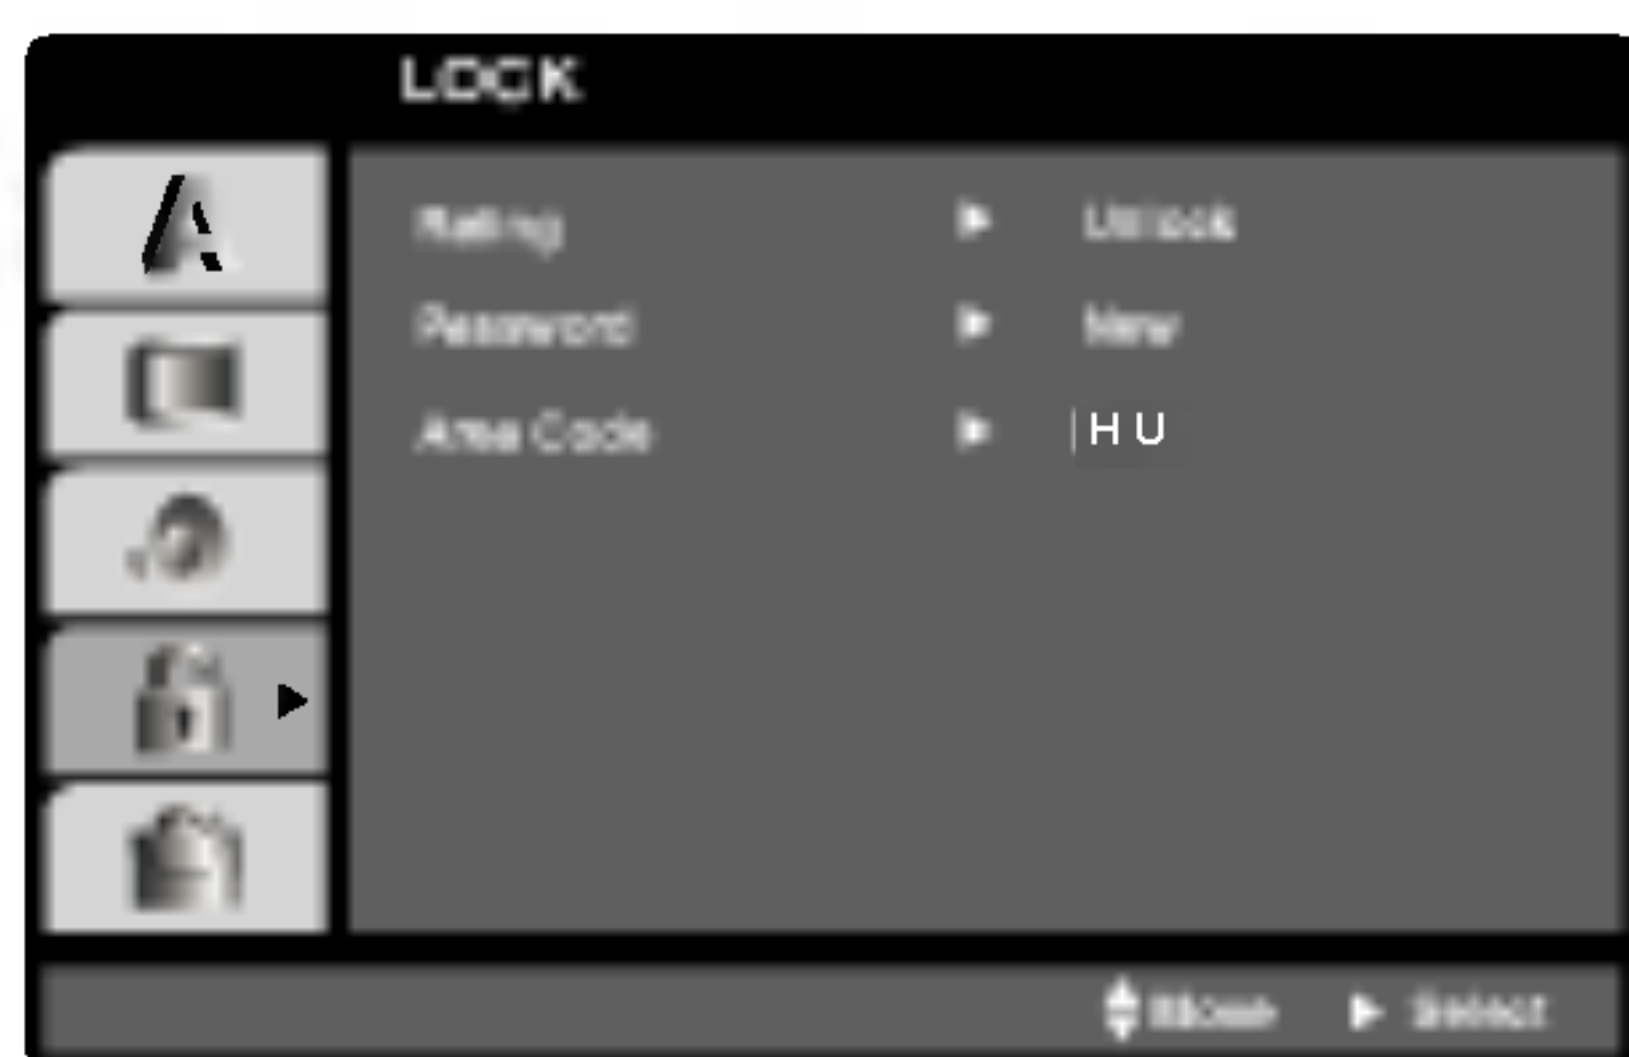 LOCK
Rating ▶ Unlock
Password ▶ New
Area Code ▶ H U
Move ▶ Select